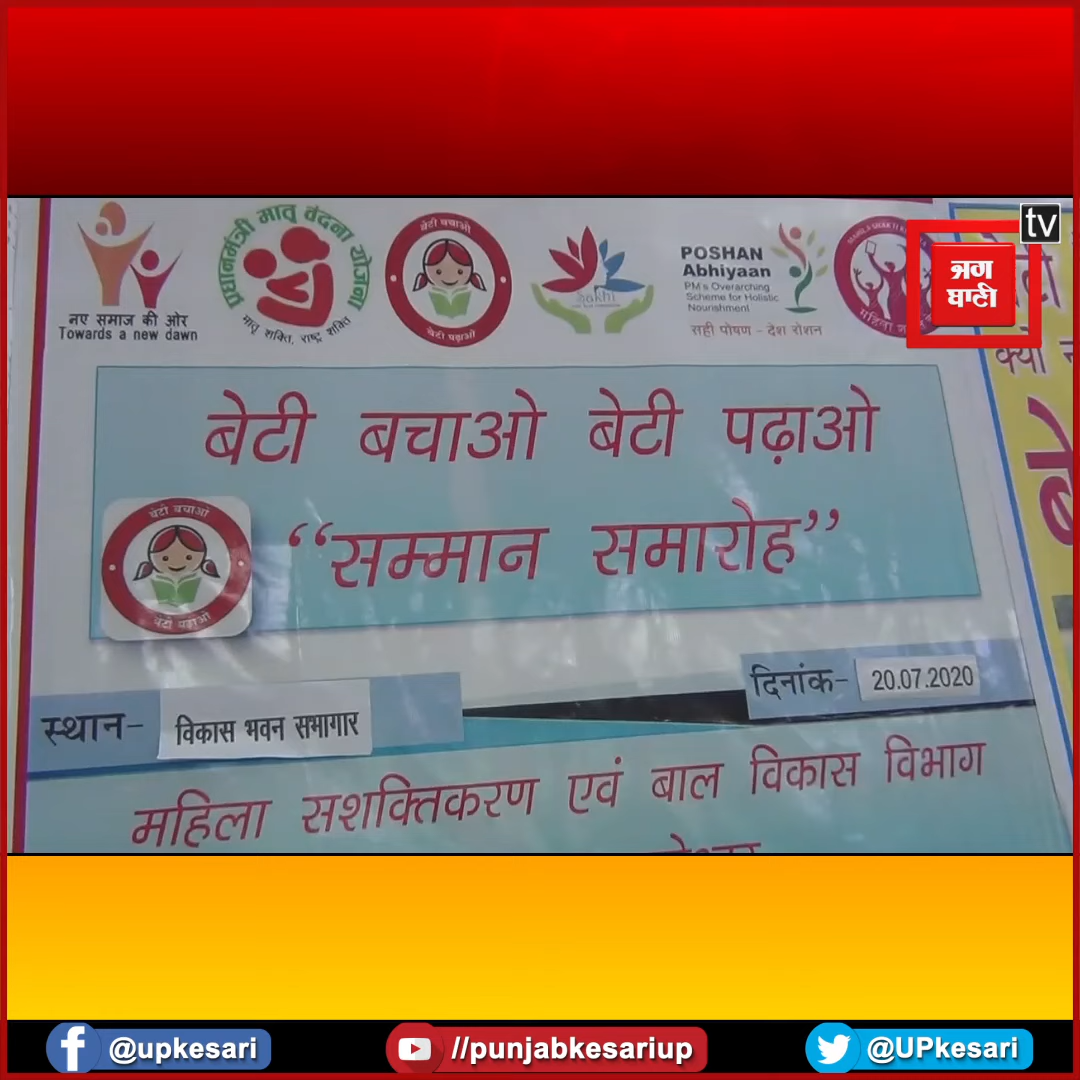 tv
जग
बाणी
नए समाज की ओर
Towards a new dawn
प्रधानमंत्री मातृ वंदना योजना
मातृ शक्ति, राष्ट्र शक्ति
बेटी बचाओ
बेटी पढ़ाओ
Sakhi
POSHAN
Abhiyaan
PM's Overarching
Scheme for Holistic
Nourishment
सही पोषण - देश रोशन
क्यों
बेटी बचाओ बेटी पढ़ाओ
“सम्मान समारोह”
बेटी बचाओ
बेटी पढ़ाओ
स्थान- विकास भवन सभागार
दिनांक- 20.07.2020
महिला सशक्तिकरण एवं बाल विकास विभाग
@upkesari
//punjabkesariup
@UPkesari